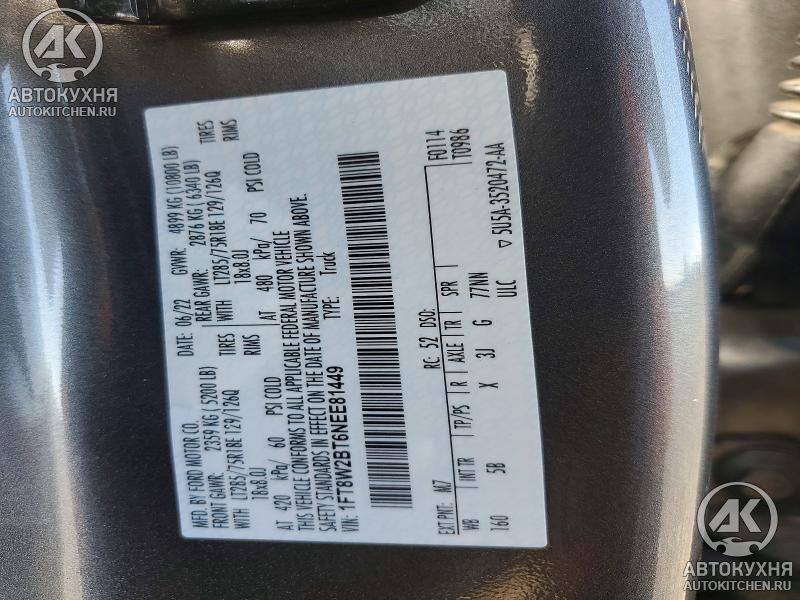 AK
АВТОКУХНЯ
AUTOKITCHEN.RU
MFD. BY FORD MOTOR CO. DATE: 06/22 GVWR: 4899 KG (10800 LB)
FRONT GAWR: 2359 KG (5200 LB) REAR GAWR: 2876 KG (6340 LB)
WITH LT285/75R18E 129/126Q TIRES WITH LT285/75R18E 129/126Q TIRES
18x8.0J RIMS 18x8.0J RIMS
AT 420 kPa/ 60 PSI COLD AT 480 kPa/ 70 PSI COLD
THIS VEHICLE CONFORMS TO ALL APPLICABLE FEDERAL MOTOR VEHICLE
SAFETY STANDARDS IN EFFECT ON THE DATE OF MANUFACTURE SHOWN ABOVE.
VIN: 1FT8W2BT6NEE81449 TYPE: Truck
F0114
T0986
EXT PNT: M7 RC: 52 DSO:
WB INT TR TP/PS R AXLE TR SPR
160 5B X 3J G 77NN
ULC
▽ 5U5A-3520472-AA
AK
АВТОКУХНЯ
AUTOKITCHEN.RU